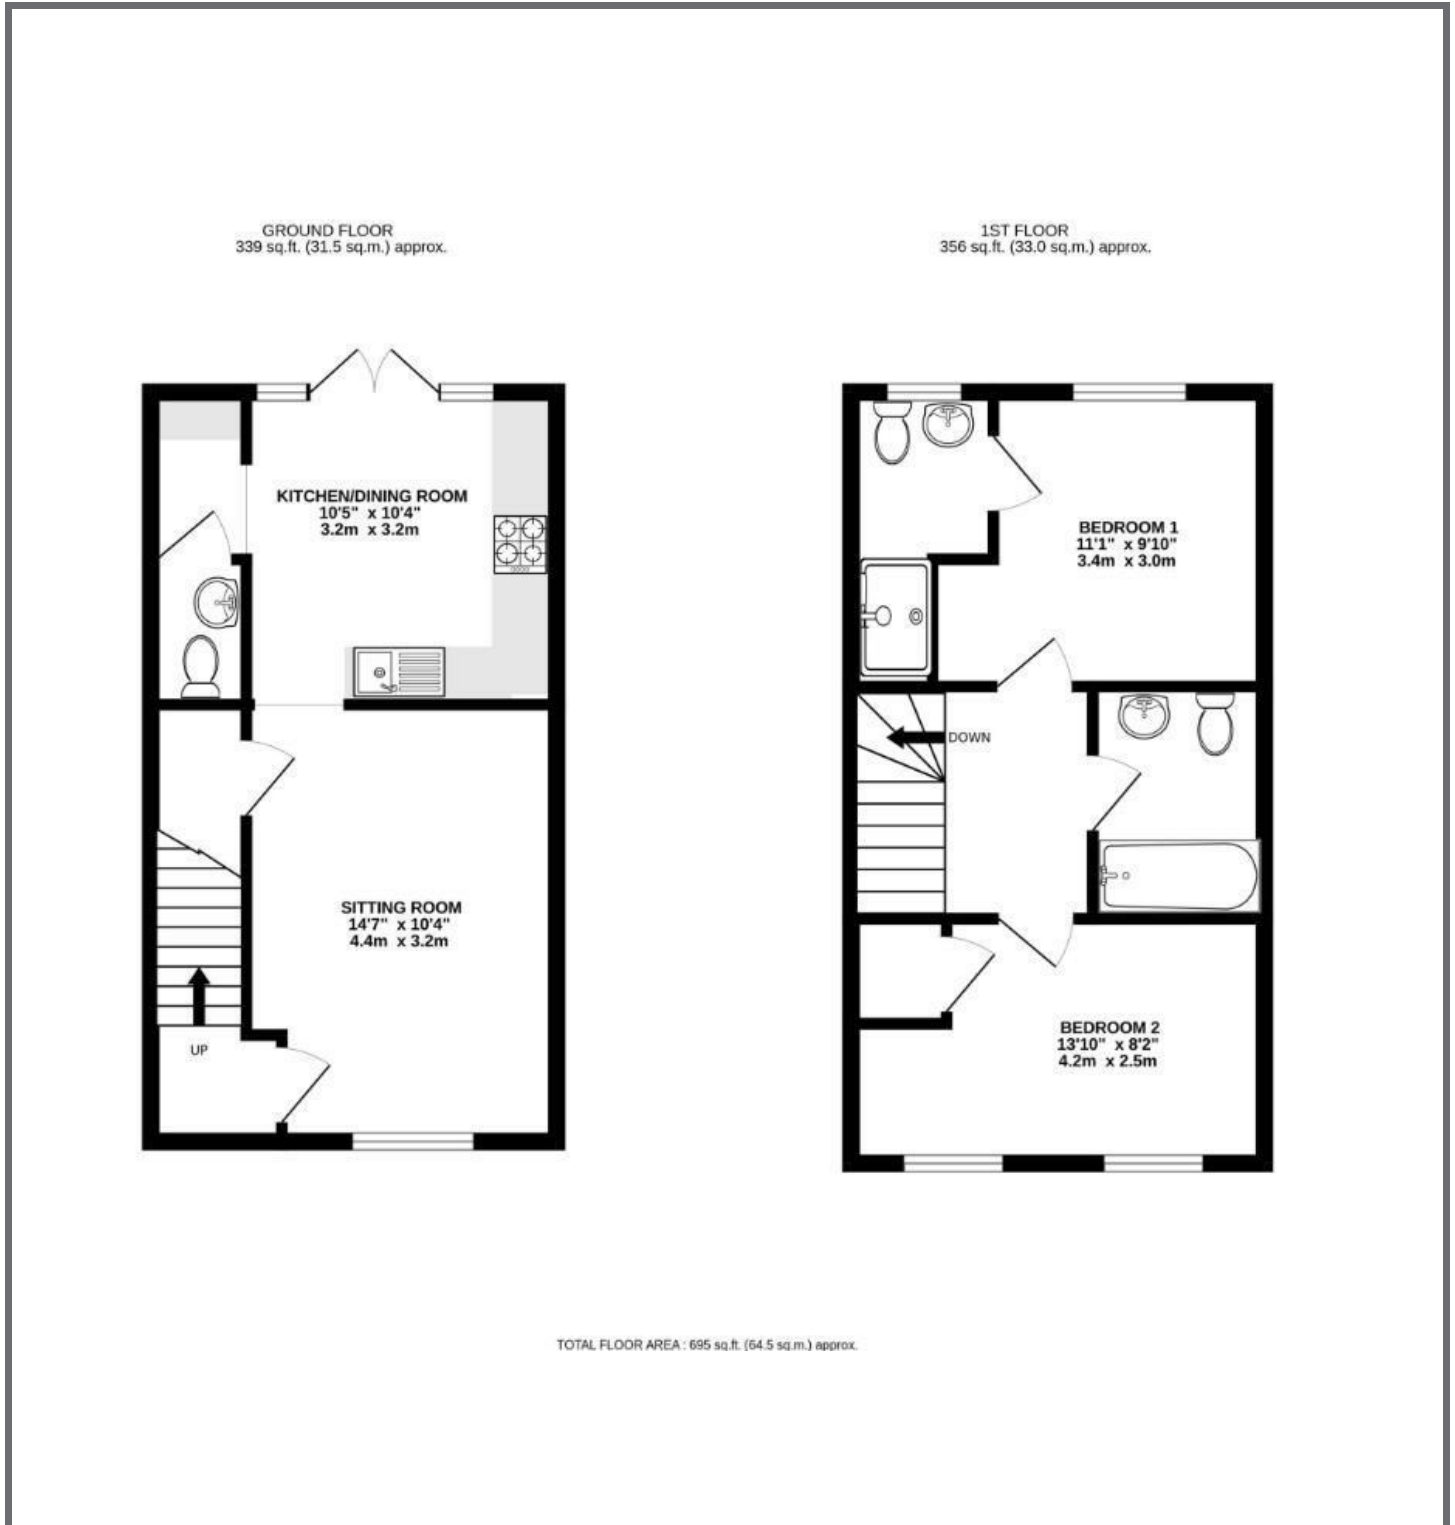 GROUND FLOOR
339 sq.ft. (31.5 sq.m.) approx.
1ST FLOOR
356 sq.ft. (33.0 sq.m.) approx.
KITCHEN/DINING ROOM
10'5" x 10'4"
3.2m x 3.2m
SITTING ROOM
14'7" x 10'4"
4.4m x 3.2m
UP
BEDROOM 1
11'1" x 9'10"
3.4m x 3.0m
DOWN
BEDROOM 2
13'10" x 8'2"
4.2m x 2.5m
TOTAL FLOOR AREA : 695 sq.ft. (64.5 sq.m.) approx.